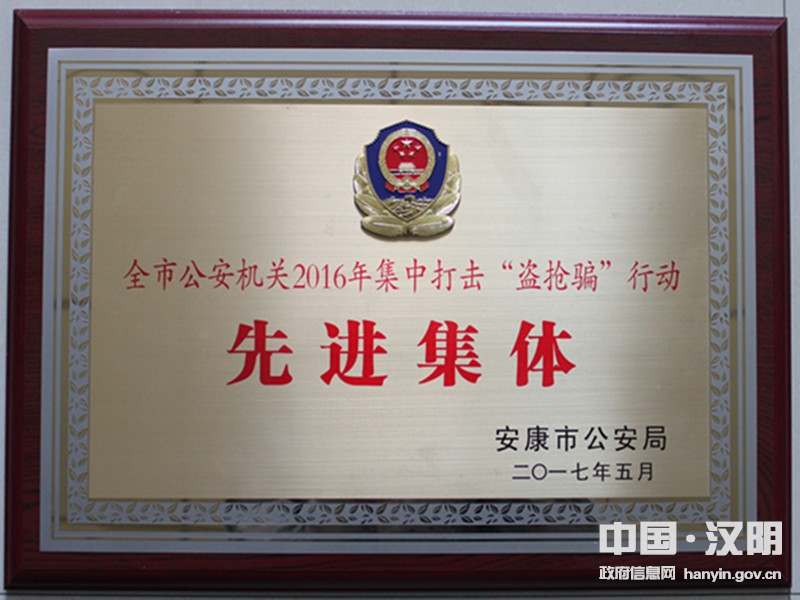 全市公安机关2016年集中打击“盗抢骗”行动
先进集体
安康市公安局
二〇一七年五月
中国·汉阴
政府信息网 hanyin.gov.cn